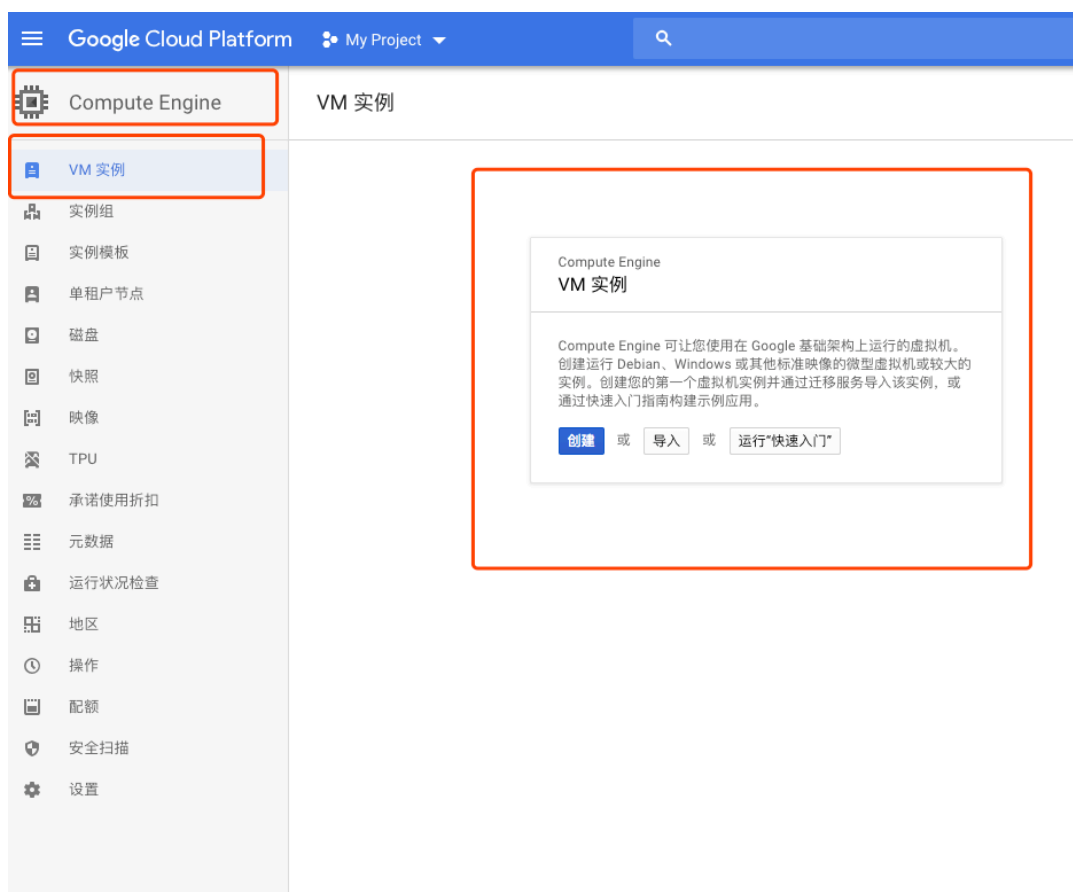 Google Cloud Platform
My Project
Compute Engine
VM 实例
VM 实例
实例组
实例模板
单租户节点
磁盘
快照
映像
TPU
承诺使用折扣
元数据
运行状况检查
地区
操作
配额
安全扫描
设置
Compute Engine
VM 实例
Compute Engine 可让您使用在 Google 基础架构上运行的虚拟机。
创建运行 Debian、Windows 或其他标准映像的微型虚拟机或较大的
实例。创建您的第一个虚拟机实例并通过迁移服务导入该实例，或
通过快速入门指南构建示例应用。
创建 或 导入 或 运行"快速入门"